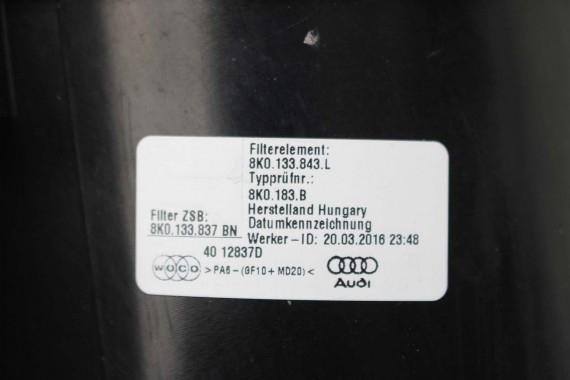 Filterelement:
8K0.133.843.L
Typprüfnr.:
8K0.183.B
Herstelland Hungary
Datumkennzeichnung
Werker-ID: 20.03.2016 23:48
Filter ZSB:
8K0.133.837 BN
40 12837D
WOCO >PA6-(GF10+MD20)<
Audi